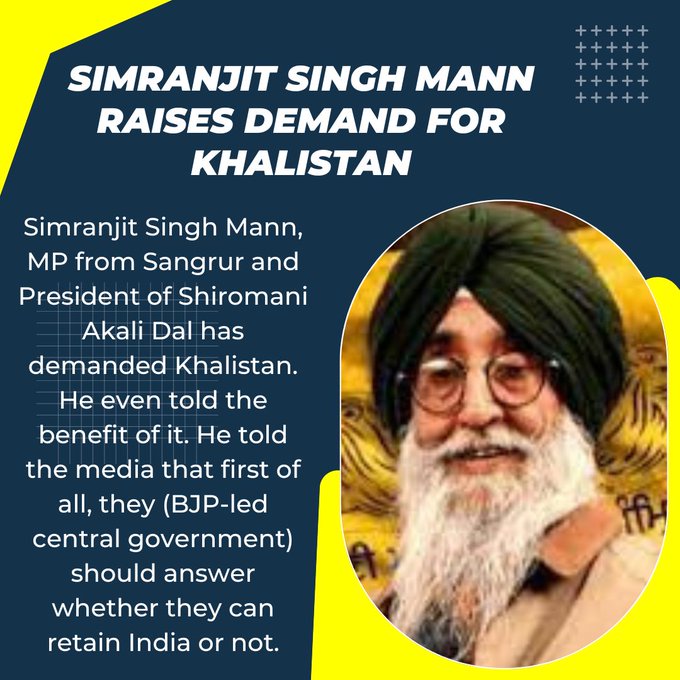 SIMRANJIT SINGH MANN
RAISES DEMAND FOR
KHALISTAN
Simranjit Singh Mann,
MP from Sangrur and
President of Shiromani
Akali Dal has
demanded Khalistan.
He even told the
benefit of it. He told
the media that first of
all, they (BJP-led
central government)
should answer
whether they can
retain India or not.